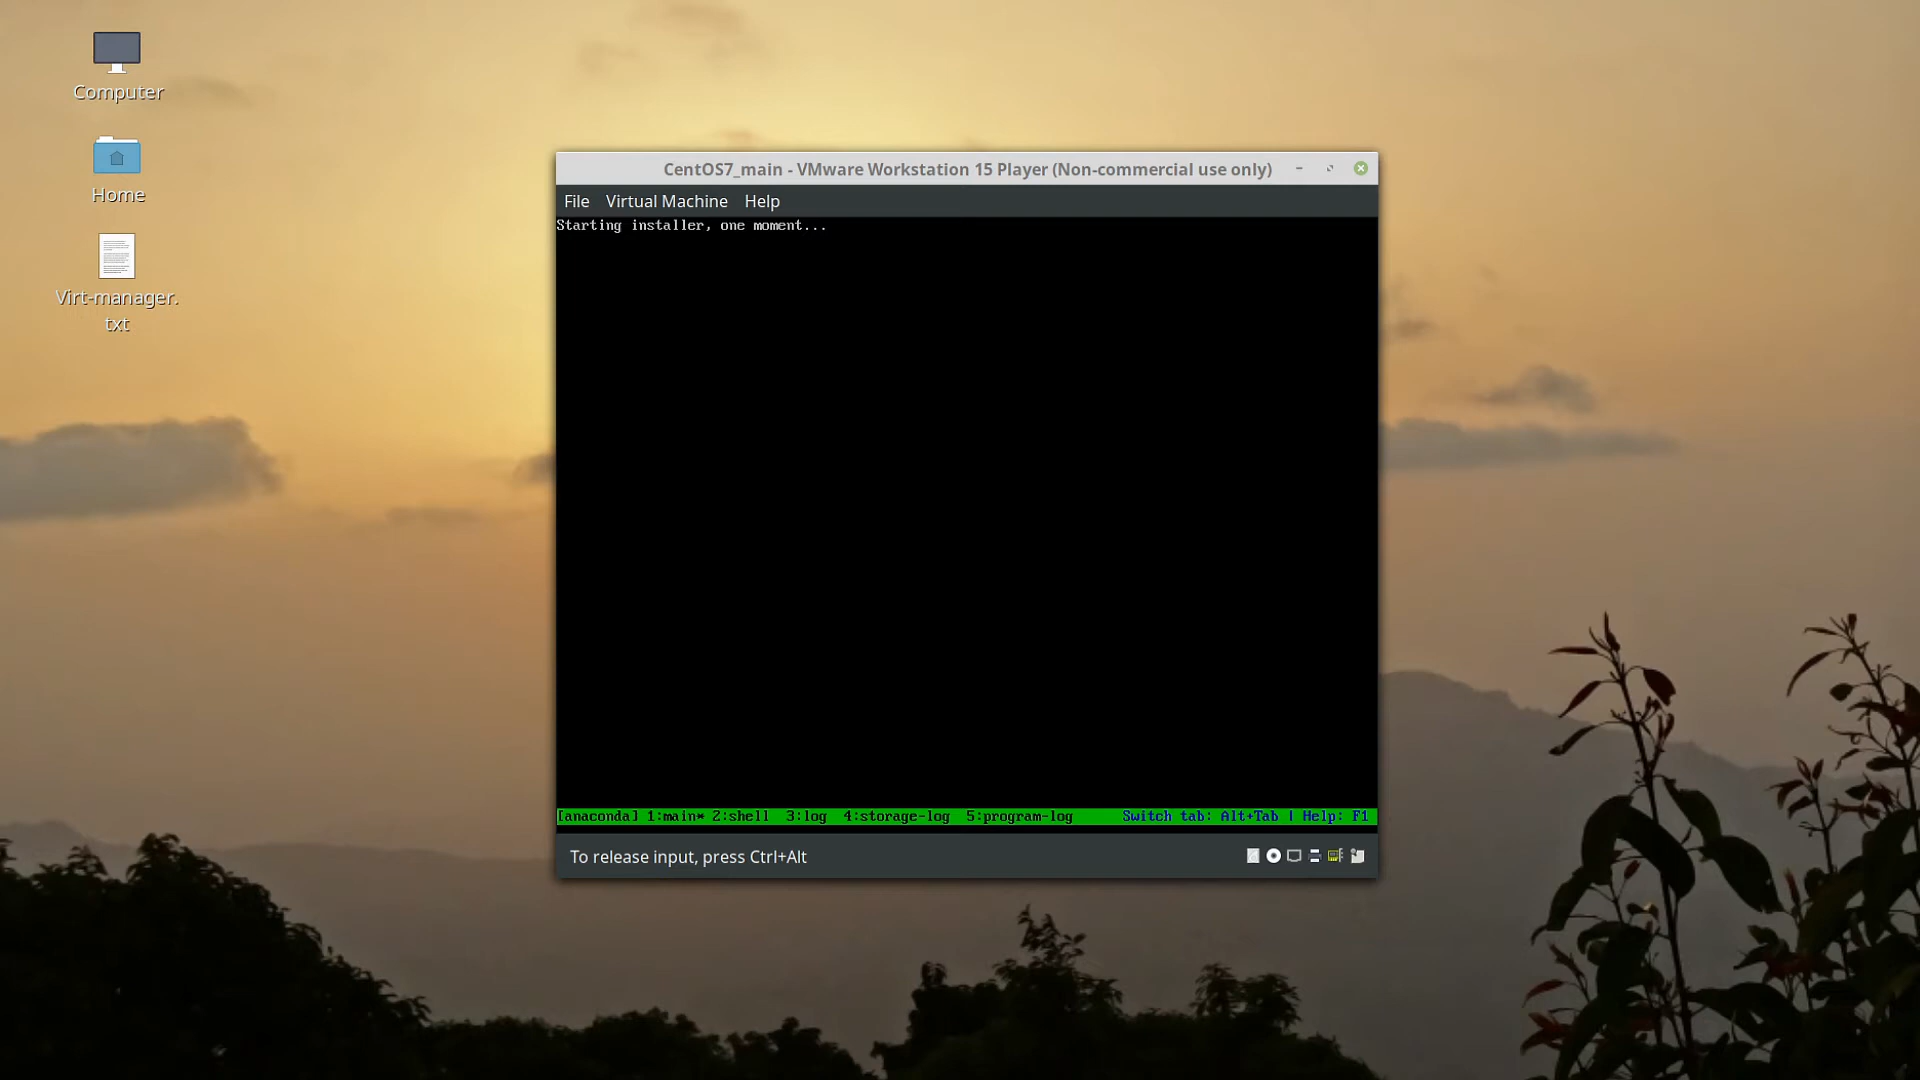 Computer
Home
Virt-manager.
txt
CentOS7_main - VMware Workstation 15 Player (Non-commercial use only)
File Virtual Machine Help
Starting installer, one moment...
[anaconda] 1:main* 2:shell  3:log  4:storage-log  5:program-log      Switch tab: Alt+Tab | Help: F1
To release input, press Ctrl+Alt